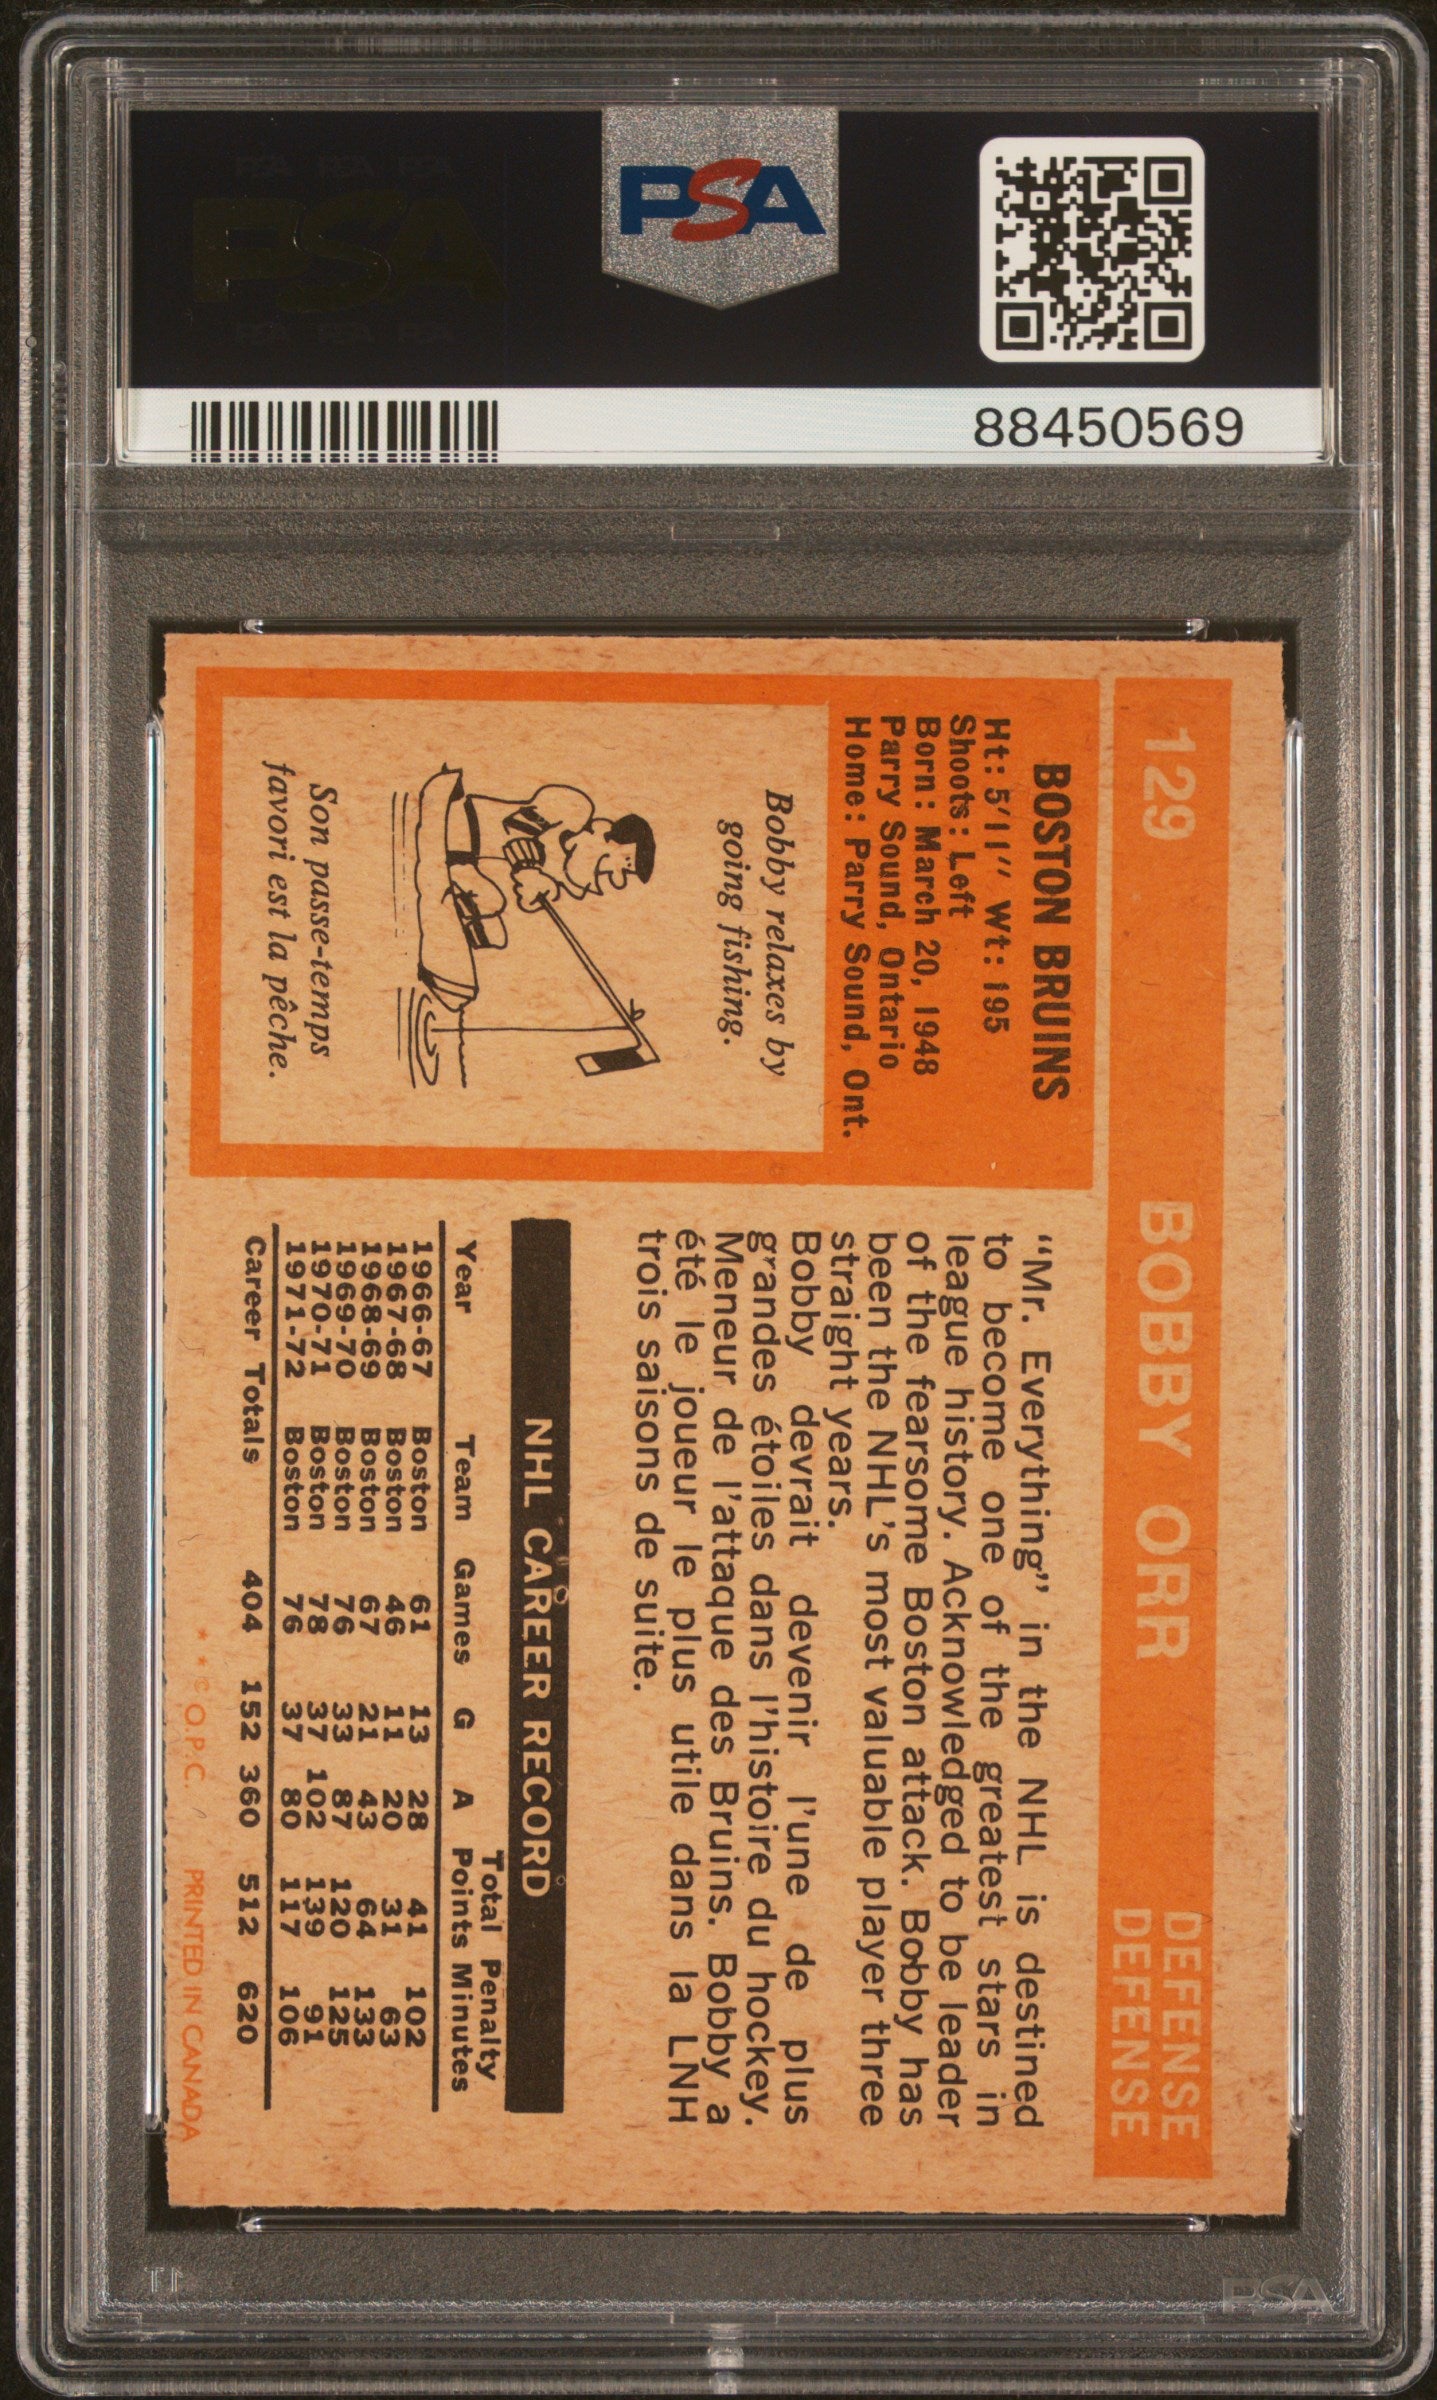 PSA
88450569
129 BOBBY ORR DEFENSE
DEFENSE
BOSTON BRUINS
Ht: 5'11" Wt: 195
Shoots: Left
Born: March 20, 1948
Parry Sound, Ontario
Home: Parry Sound, Ont.
Bobby relaxes by
going fishing.
Son passe-temps
favori est la pêche.
“Mr. Everything” in the NHL is destined
to become one of the greatest stars in
league history. Acknowledged to be leader
of the fearsome Boston attack. Bobby has
been the NHL's most valuable player three
straight years.
Bobby devrait devenir l'une de plus
grandes étoiles dans l'histoire du hockey.
Meneur de l'attaque des Bruins. Bobby a
été le joueur le plus utile dans la LNH
trois saisons de suite.
NHL CAREER RECORD
Total Penalty
Year Team Games G A Points Minutes
1966-67 Boston 61 13 28 41 102
1967-68 Boston 46 11 20 31 63
1968-69 Boston 67 21 43 64 133
1969-70 Boston 76 33 87 120 125
1970-71 Boston 78 37 102 139 91
1971-72 Boston 76 37 80 117 106
Career Totals 404 152 360 512 620
* * © O.P.C. PRINTED IN CANADA
PSA